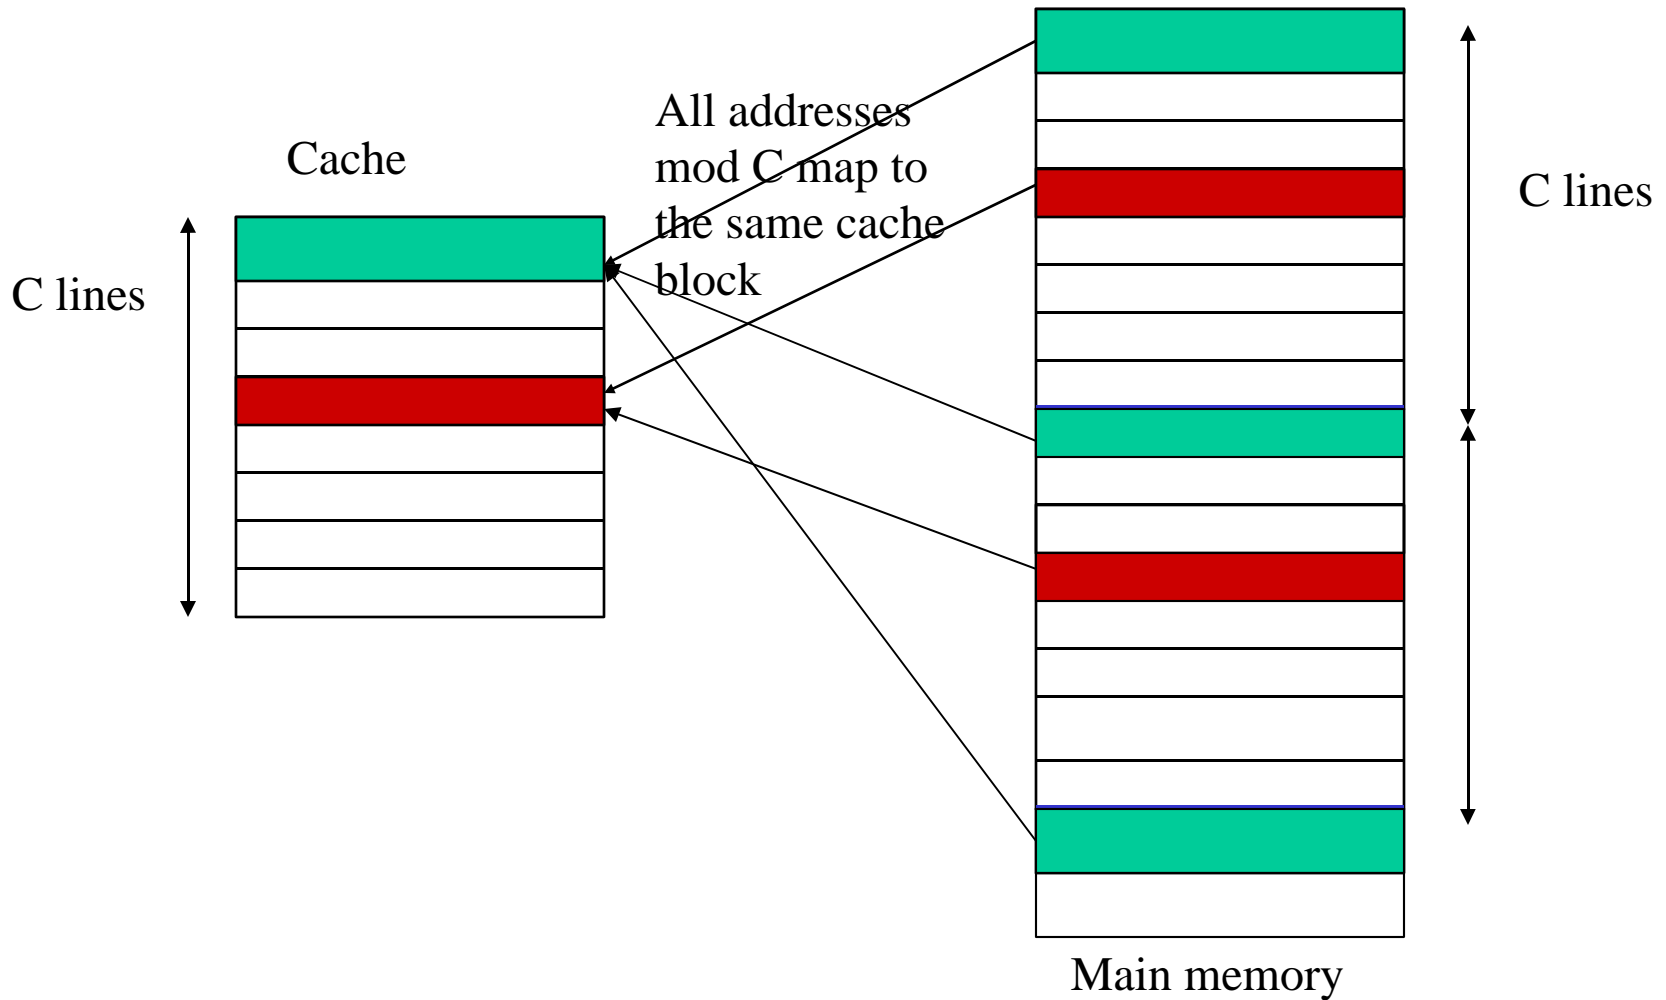 Cache
C lines
All addresses
mod C map to
the same cache
block
C lines
Main memory